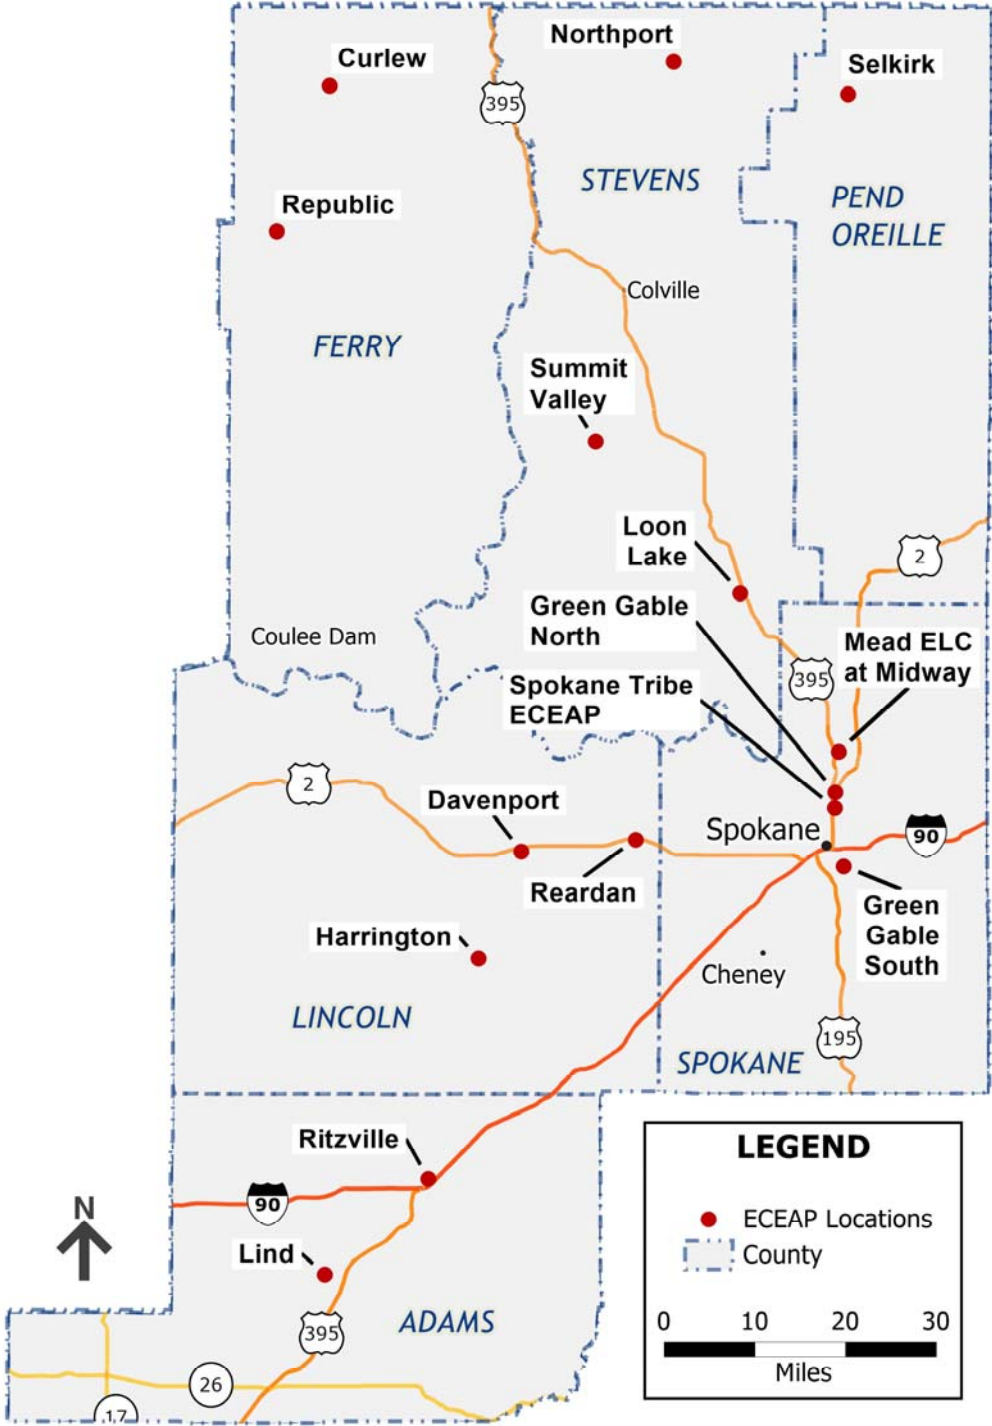 Northport
Curlew
Selkirk
395
STEVENS
PEND
OREILLE
Republic
Colville
FERRY
Summit
Valley
Loon
Lake
2
Green Gable
North
Coulee Dam
Mead ELC
at Midway
395
Spokane Tribe
ECEAP
2
Davenport
Spokane
90
Reardan
Green
Gable
South
Harrington
Cheney
LINCOLN
195
SPOKANE
Ritzville
LEGEND
N
90
ECEAP Locations
Lind
County
ADAMS
395
0 10 20 30
Miles
26
17